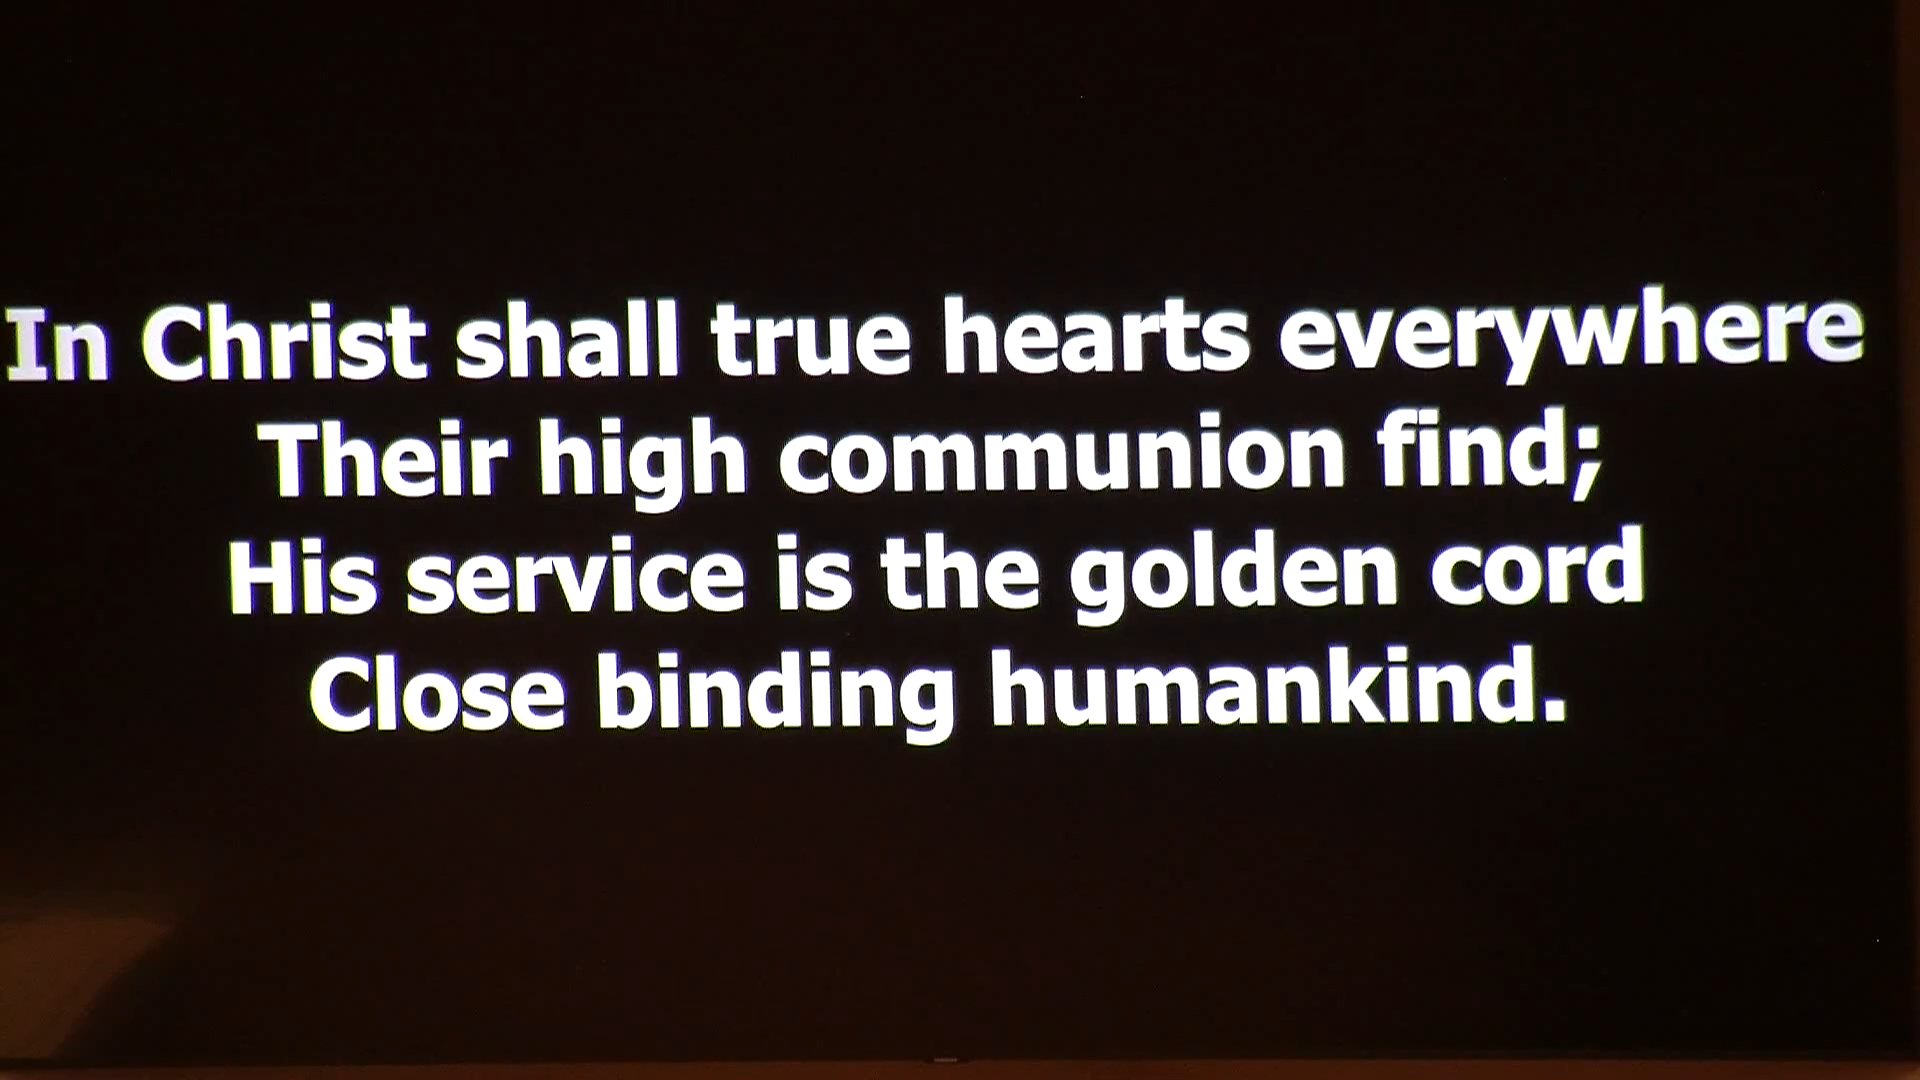 In Christ shall true hearts everywhere
Their high communion find;
His service is the golden cord
Close binding humankind.